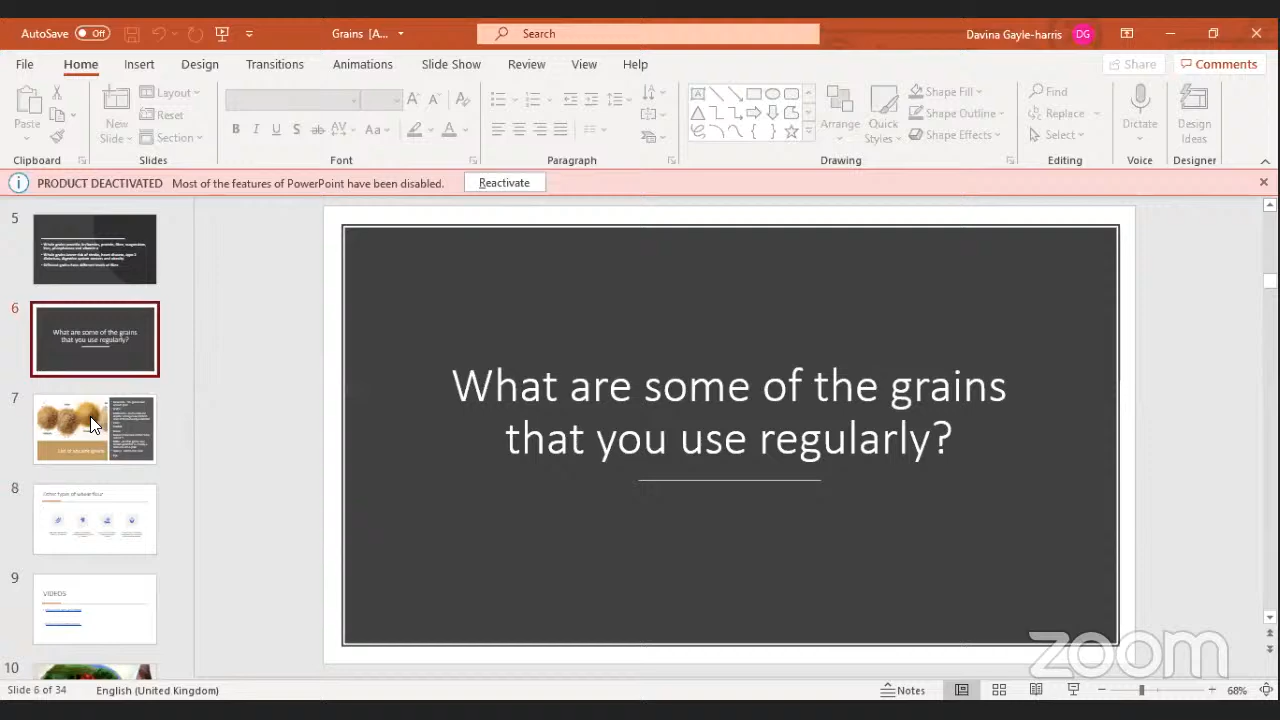 AutoSave Off Grains [A... Search Davina Gayle-harris DG
File Home Insert Design Transitions Animations Slide Show Review View Help Share Comments
Paste New Slide Layout Reset Section
B I U S ab AV Aa A
Arrange Quick Styles Shape Fill Shape Outline Shape Effects
Find Replace Select Dictate Design Ideas
Clipboard Slides Font Paragraph Drawing Editing Voice Designer
PRODUCT DEACTIVATED Most of the features of PowerPoint have been disabled. Reactivate
5
6
What are some of the grains
that you use regularly?
7
8
9
VIDEOS
10
What are some of the grains
that you use regularly?
zoom
Slide 6 of 34 English (United Kingdom) Notes 68%